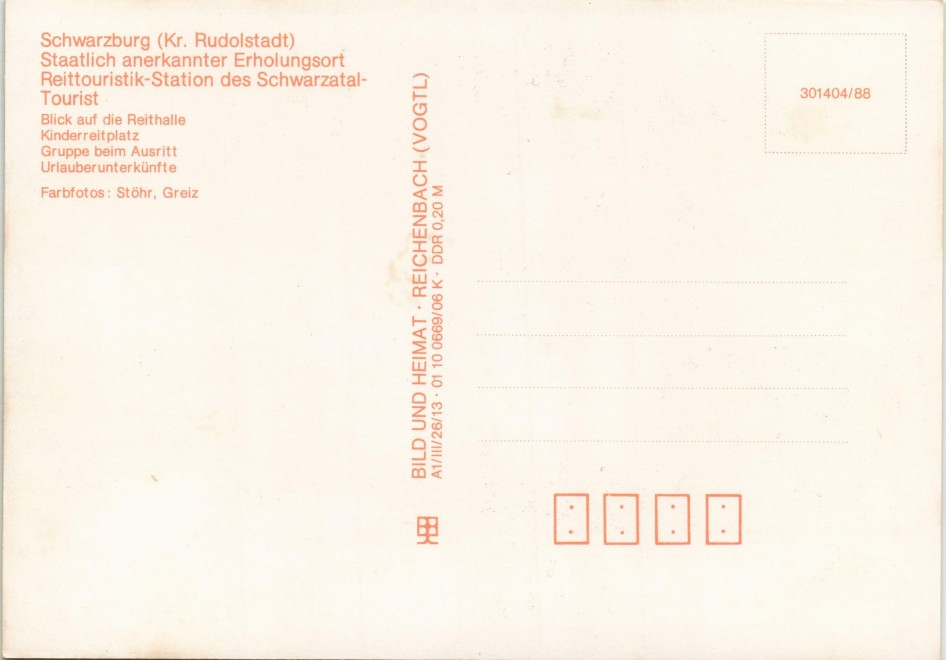 Schwarzburg (Kr. Rudolstadt)
Staatlich anerkannter Erholungsort
Reittouristik-Station des Schwarzatal-
Tourist
Blick auf die Reithalle
Kinderreitplatz
Gruppe beim Ausritt
Urlauberunterkünfte
Farbfotos: Stöhr, Greiz
BILD UND HEIMAT · REICHENBACH (VOGTL)
A1/III/26/13 · 01 10 0669/06 K · DDR 0,20 M
301404/88